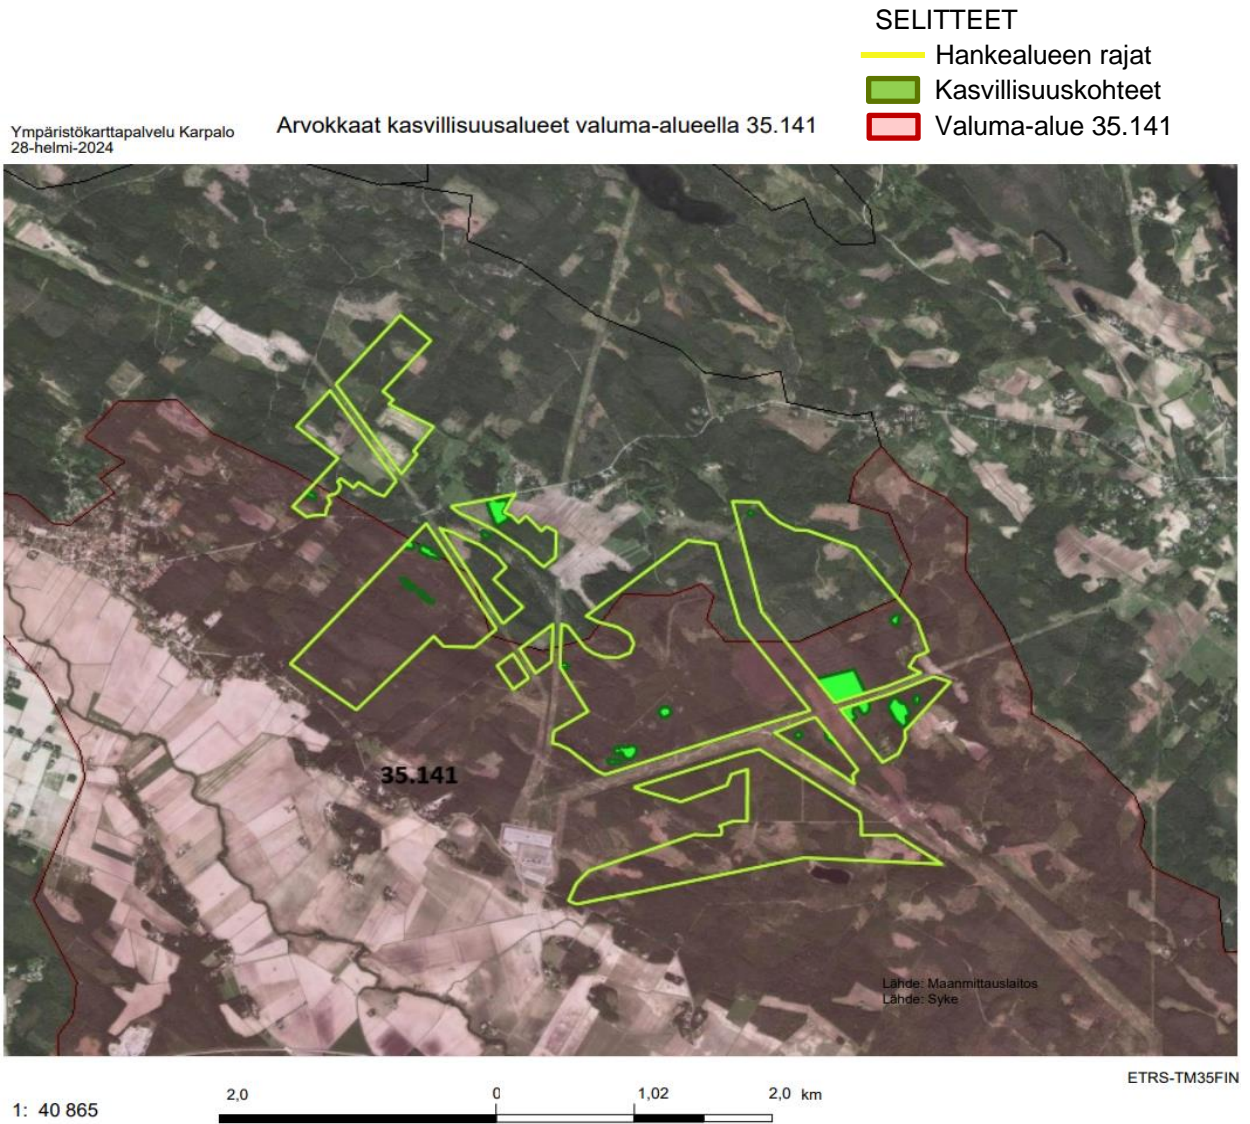 SELITTEET
Hankealueen rajat
Kasvillisuuskohteet
Valuma-alue 35.141
Ympäristökarttapalvelu Karpalo
28-helmi-2024
Arvokkaat kasvillisuusalueet valuma-alueella 35.141
35.141
Lähde: Maanmittauslaitos
Lähde: Syke
ETRS-TM35FIN
1: 40 865
2,0 0 1,02 2,0 km